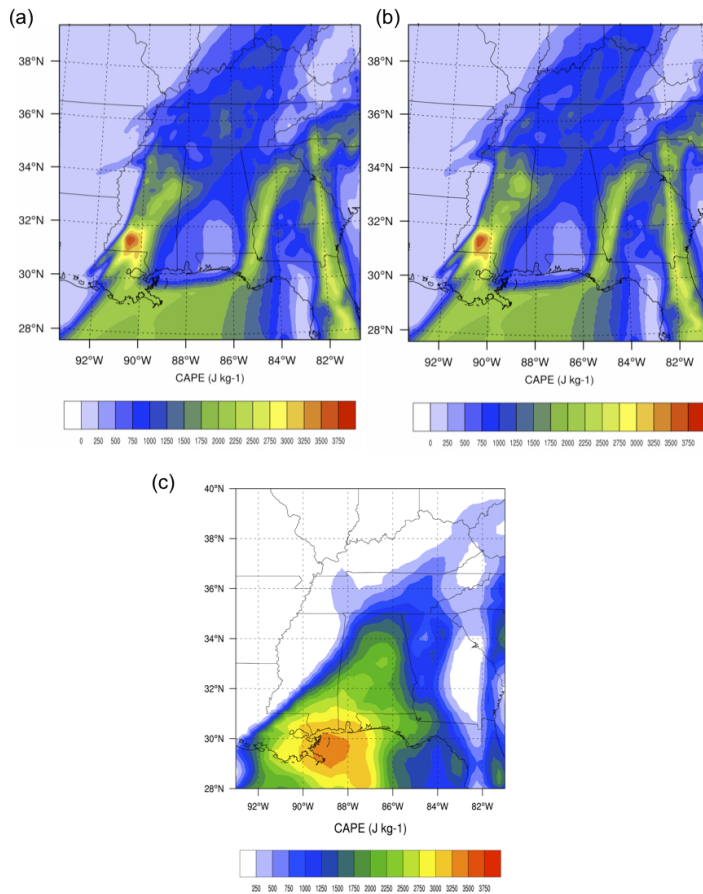 (a)
38°N
36°N
34°N
32°N
30°N
28°N
92°W 90°W 88°W 86°W 84°W 82°W
CAPE (J kg-1)
0 250 500 750 1000 1250 1500 1750 2000 2250 2500 2750 3000 3250 3500 3750
(b)
38°N
36°N
34°N
32°N
30°N
28°N
92°W 90°W 88°W 86°W 84°W 82°W
CAPE (J kg-1)
0 250 500 750 1000 1250 1500 1750 2000 2250 2500 2750 3000 3250 3500 3750
(c)
40°N
38°N
36°N
34°N
32°N
30°N
28°N
92°W 90°W 88°W 86°W 84°W 82°W
CAPE (J kg-1)
250 500 750 1000 1250 1500 1750 2000 2250 2500 2750 3000 3250 3500 3750